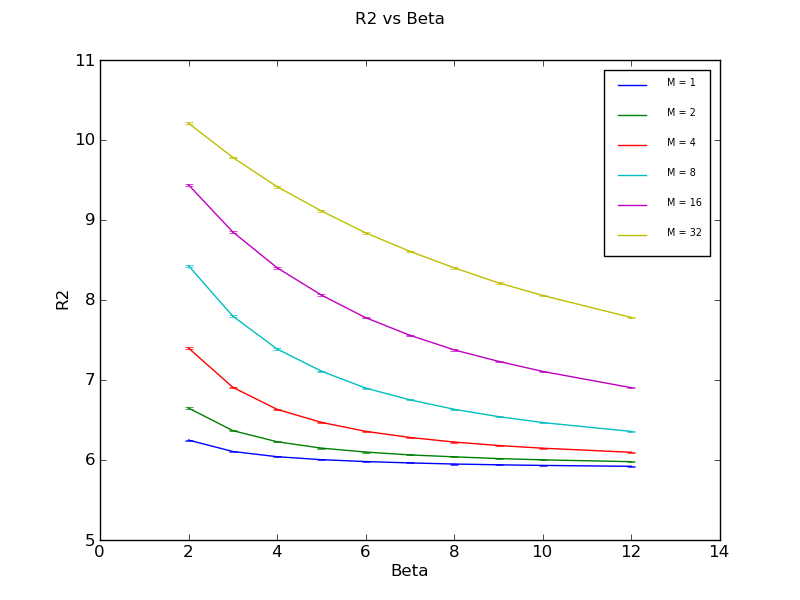 R2 vs Beta
11
10
9
8
7
6
5
R2
0 2 4 6 8 10 12 14
Beta
M = 1
M = 2
M = 4
M = 8
M = 16
M = 32